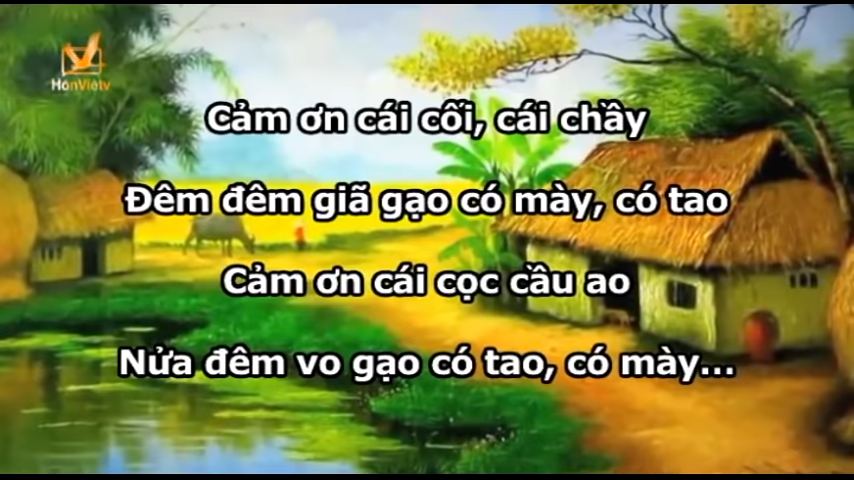 HồnViệttv
Cảm ơn cái cối, cái chầy
Đêm đêm giã gạo có mày, có tao
Cảm ơn cái cọc cầu ao
Nửa đêm vo gạo có tao, có mày...